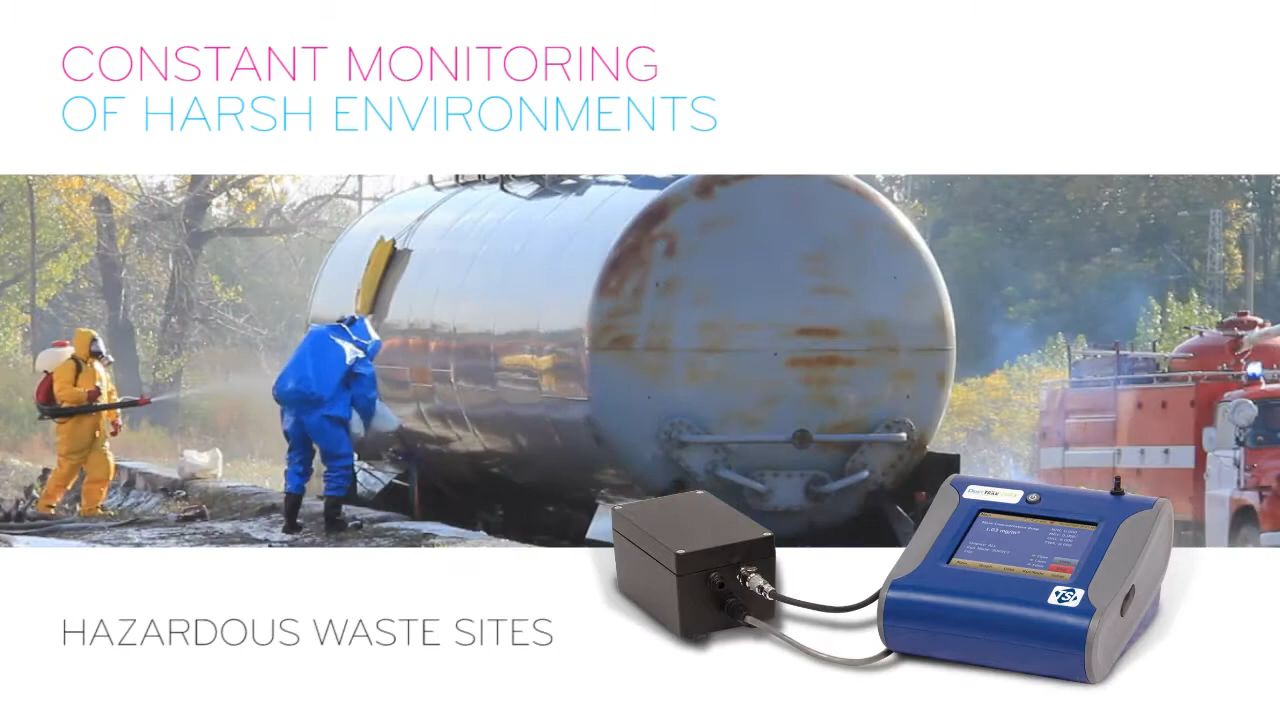 CONSTANT MONITORING
OF HARSH ENVIRONMENTS
TSI
HAZARDOUS WASTE SITES